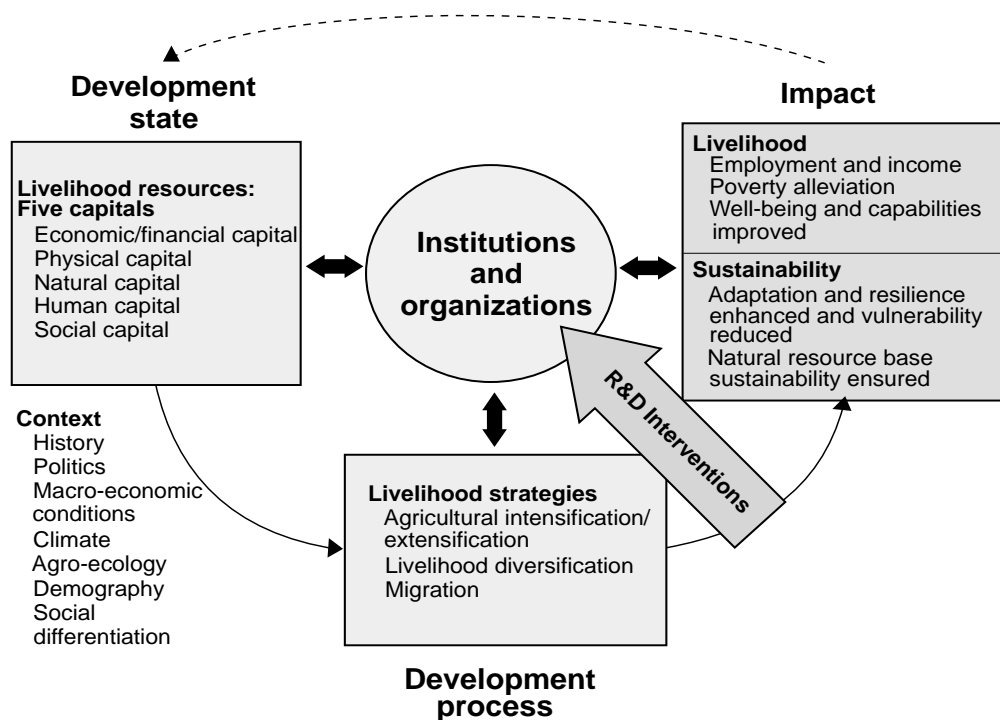 Development
state
Livelihood resources:
Five capitals
Economic/financial capital
Physical capital
Natural capital
Human capital
Social capital
Context
History
Politics
Macro-economic
conditions
Climate
Agro-ecology
Demography
Social
differentiation
Institutions
and
organizations
Livelihood strategies
Agricultural intensification/
extensification
Livelihood diversification
Migration
Development
process
R&D Interventions
Impact
Livelihood
Employment and income
Poverty alleviation
Well-being and capabilities
improved
Sustainability
Adaptation and resilience
enhanced and vulnerability
reduced
Natural resource base
sustainability ensured